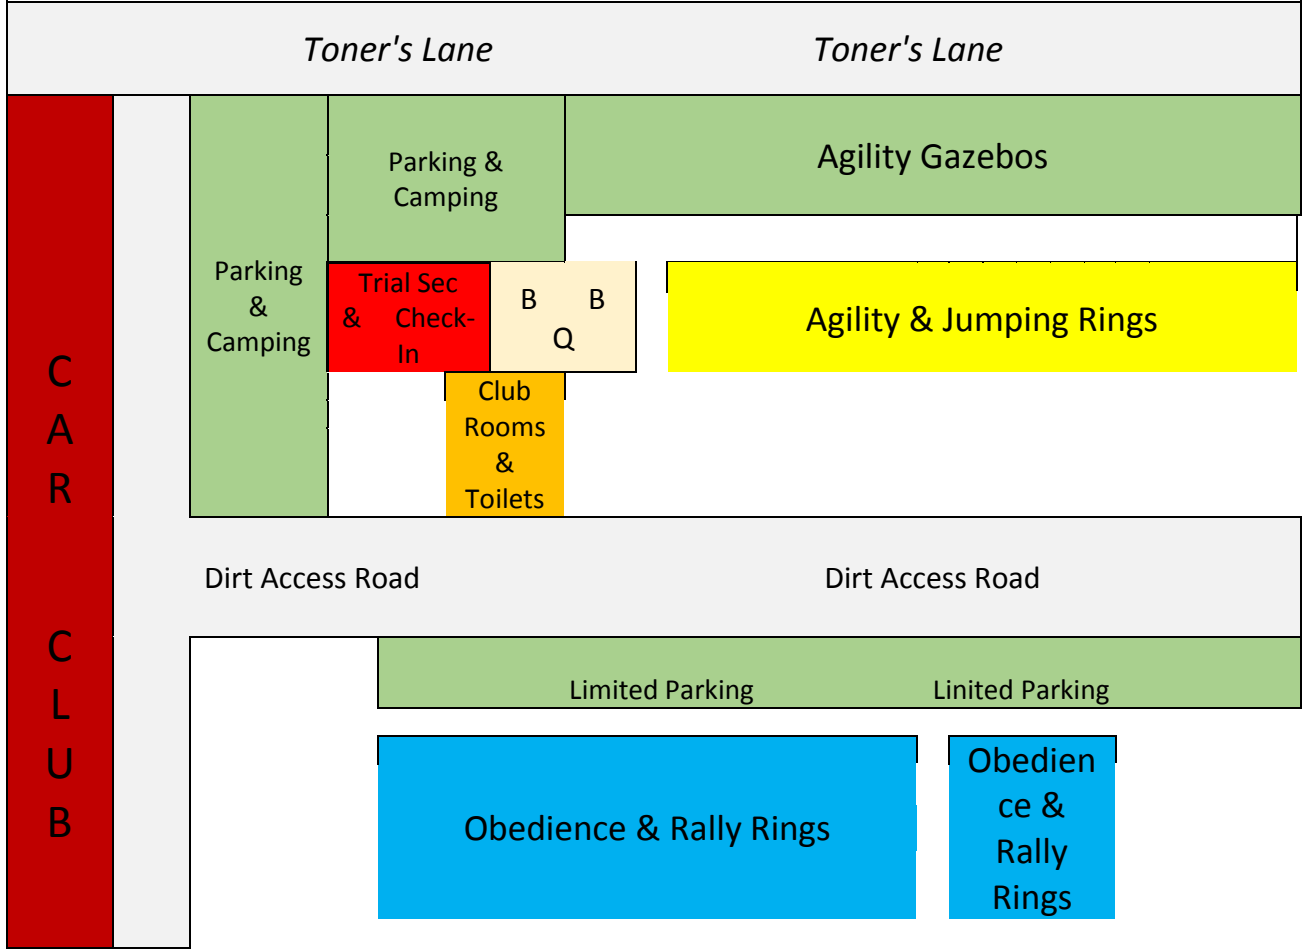 Toner's Lane Toner's Lane
Parking &
Camping
Agility Gazebos
Parking
&
Camping
Trial Sec
& Check-
In
B B
Q
Agility & Jumping Rings
Club
Rooms
&
Toilets
C
A
R
C
L
U
B
Dirt Access Road Dirt Access Road
Limited Parking Linited Parking
Obedience & Rally Rings
Obedien
ce &
Rally
Rings